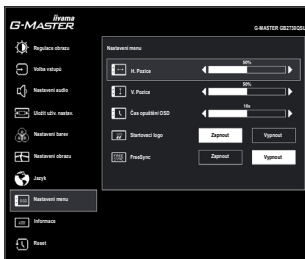 iiyama
G-MASTER
G-MASTER GB2730QSU
Regulace obrazu
Volba vstupů
Nastavení audio
Uložit uživ. nastav.
Nastavení barev
Nastavení obrazu
Jazyk
Nastavení menu
Informace
Reset
Nastavení menu
H. Pozice
50%
V. Pozice
50%
Čas opuštění OSD
10s
Startovací logo
Zapnout
Vypnout
FreeSync
Zapnout
Vypnout